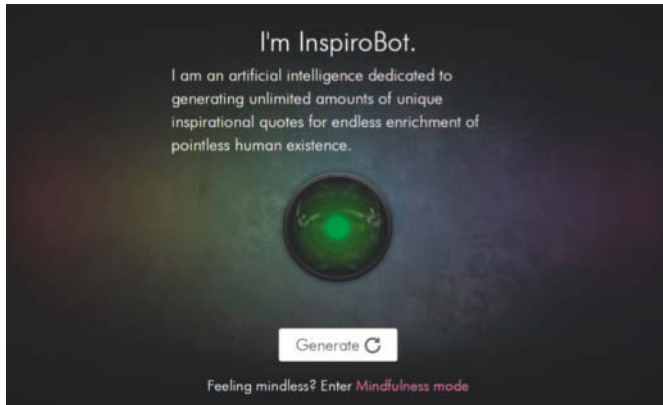 I'm InspiroBot.
I am an artificial intelligence dedicated to
generating unlimited amounts of unique
inspirational quotes for endless enrichment of
pointless human existence.
Generate
Feeling mindless? Enter Mindfulness mode